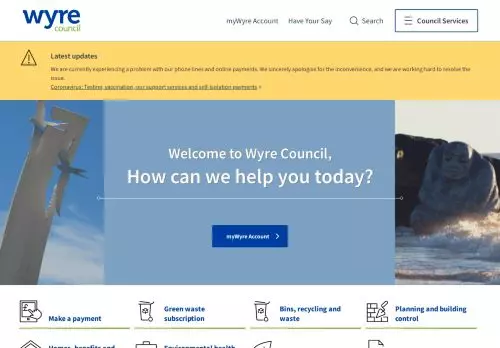 wyre
council
myWyre Account
Have Your Say
Search
Council Services
Latest updates
We are currently experiencing a problem with our phone lines and online payments. We sincerely apologise for the inconvenience, and we are working hard to resolve the
issue.
Coronavirus: Testing, vaccination, our support services and self-isolation payments
Welcome to Wyre Council,
How can we help you today?
myWyre Account
Make a payment
Green waste
subscription
Bins, recycling and
waste
Planning and building
control
Homes, benefits and
Environmental health